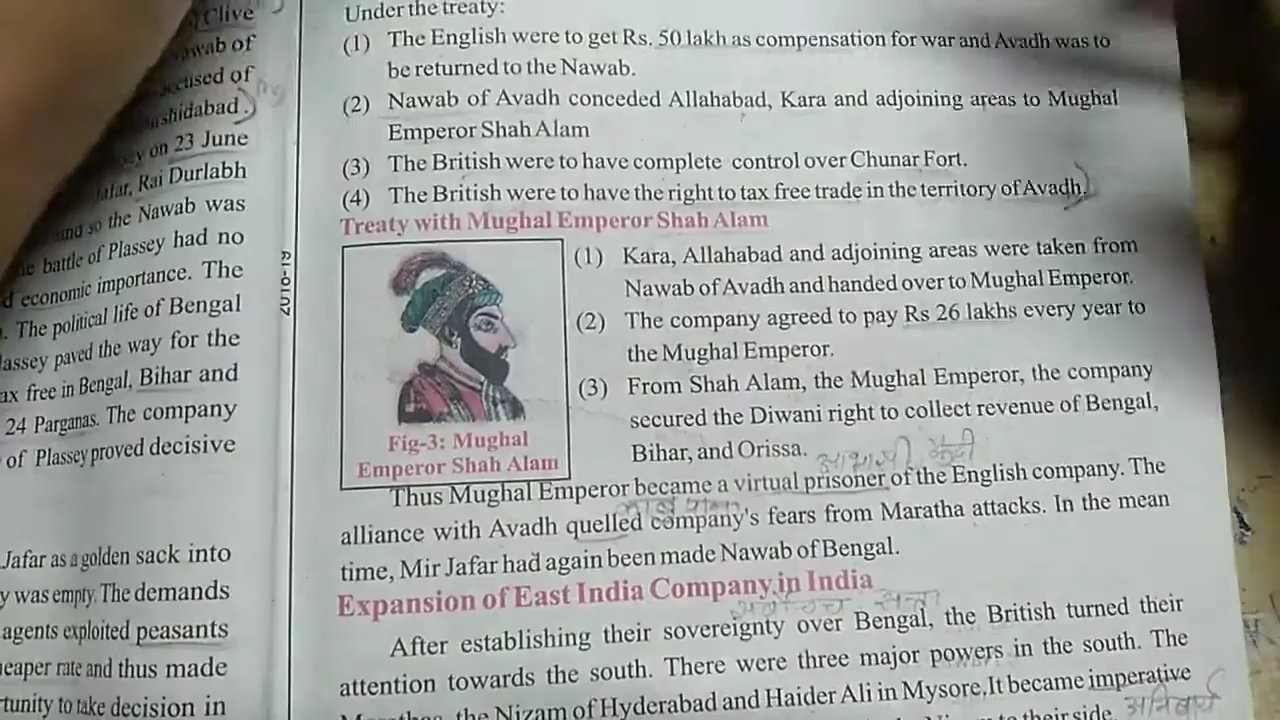 Clive
of
accused of
shidabad.
on 23 June
Jafar, Rai Durlabh
and so the Nawab was
battle of Plassey had no
economic importance. The
. The political life of Bengal
paved the way for the
free in Bengal, Bihar and
24 Parganas. The company
of Plassey proved decisive
Jafar as a golden sack into
was empty. The demands
agents exploited peasants
rate and thus made
to take decision in
Under the treaty:
(1) The English were to get Rs. 50 lakh as compensation for war and Avadh was to
be returned to the Nawab.
(2) Nawab of Avadh conceded Allahabad, Kara and adjoining areas to Mughal
Emperor Shah Alam
(3) The British were to have complete control over Chunar Fort.
(4) The British were to have the right to tax free trade in the territory of Avadh.
Treaty with Mughal Emperor Shah Alam
(1) Kara, Allahabad and adjoining areas were taken from
Nawab of Avadh and handed over to Mughal Emperor.
(2) The company agreed to pay Rs 26 lakhs every year to
the Mughal Emperor.
(3) From Shah Alam, the Mughal Emperor, the company
secured the Diwani right to collect revenue of Bengal,
Bihar, and Orissa.
Fig-3: Mughal
Emperor Shah Alam
Thus Mughal Emperor became a virtual prisoner of the English company. The
alliance with Avadh quelled company's fears from Maratha attacks. In the mean
time, Mir Jafar had again been made Nawab of Bengal.
Expansion of East India Company in India
सर्वोच्च सत्ता
After establishing their sovereignty over Bengal, the British turned their
attention towards the south. There were three major powers in the south. The
the Nizam of Hyderabad and Haider Ali in Mysore,It became imperative
to their side. अनिवार्य